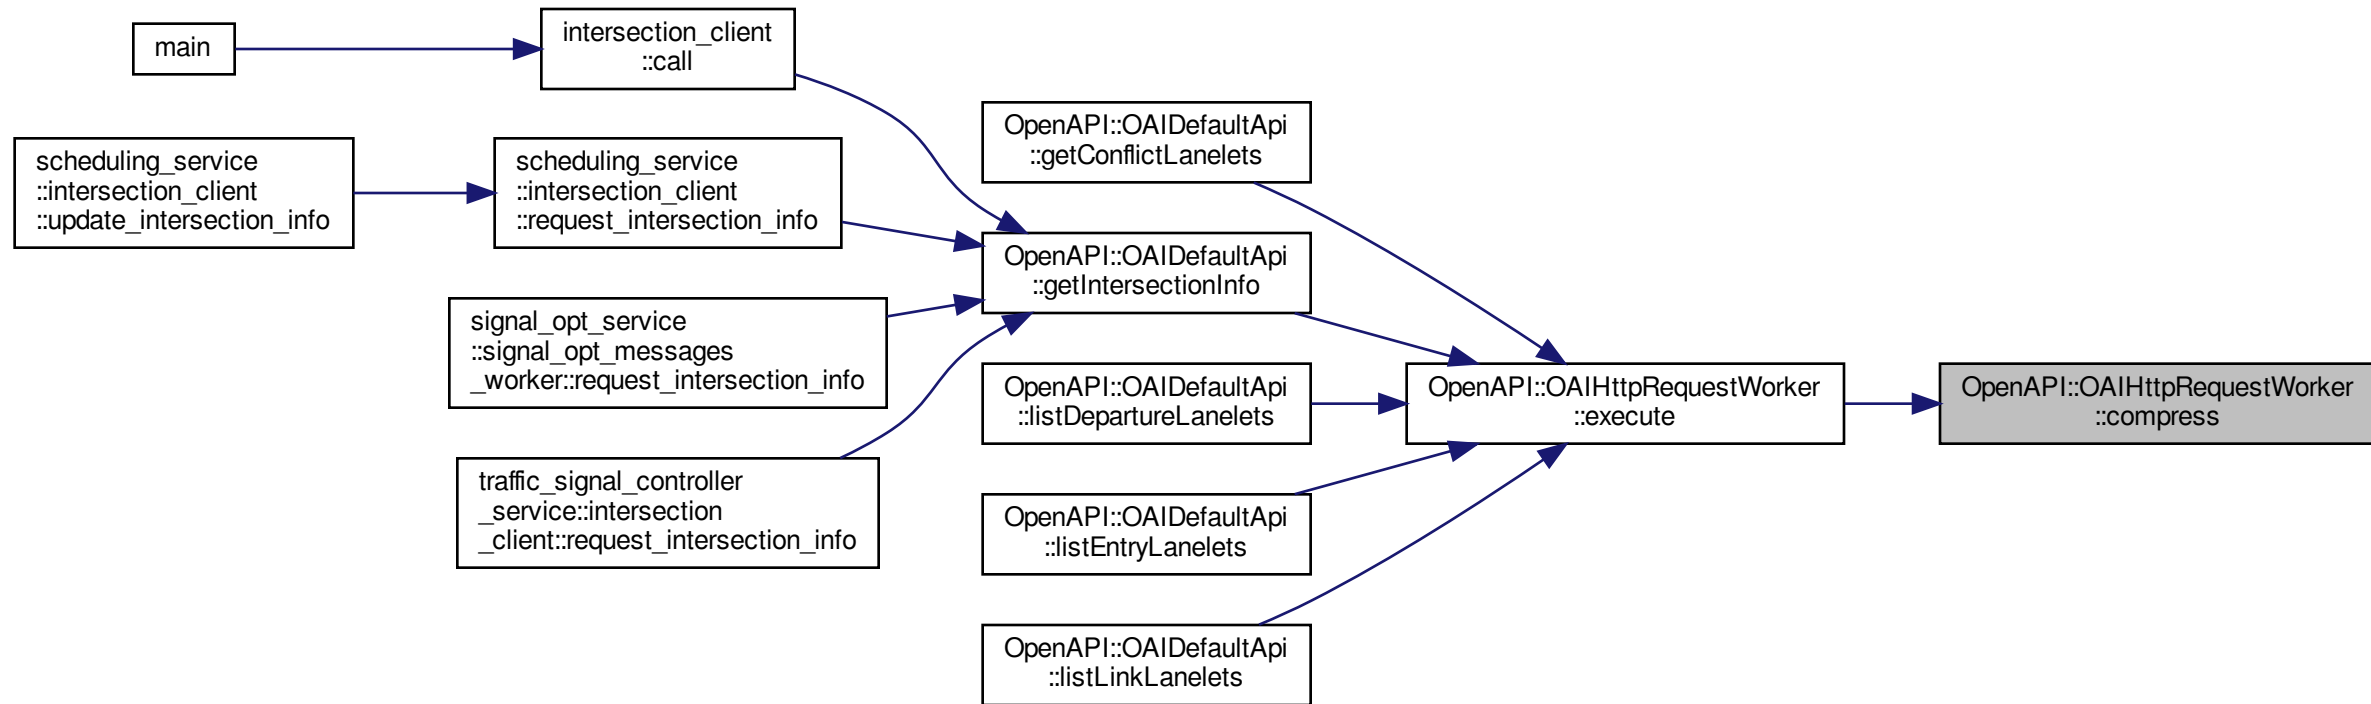 main
intersection_client
::call
scheduling_service
::intersection_client
::update_intersection_info
scheduling_service
::intersection_client
::request_intersection_info
signal_opt_service
::signal_opt_messages
_worker::request_intersection_info
traffic_signal_controller
_service::intersection
_client::request_intersection_info
OpenAPI::OAIDefaultApi
::getConflictLanelets
OpenAPI::OAIDefaultApi
::getIntersectionInfo
OpenAPI::OAIDefaultApi
::listDepartureLanelets
OpenAPI::OAIDefaultApi
::listEntryLanelets
OpenAPI::OAIDefaultApi
::listLinkLanelets
OpenAPI::OAIHttpRequestWorker
::execute
OpenAPI::OAIHttpRequestWorker
::compress